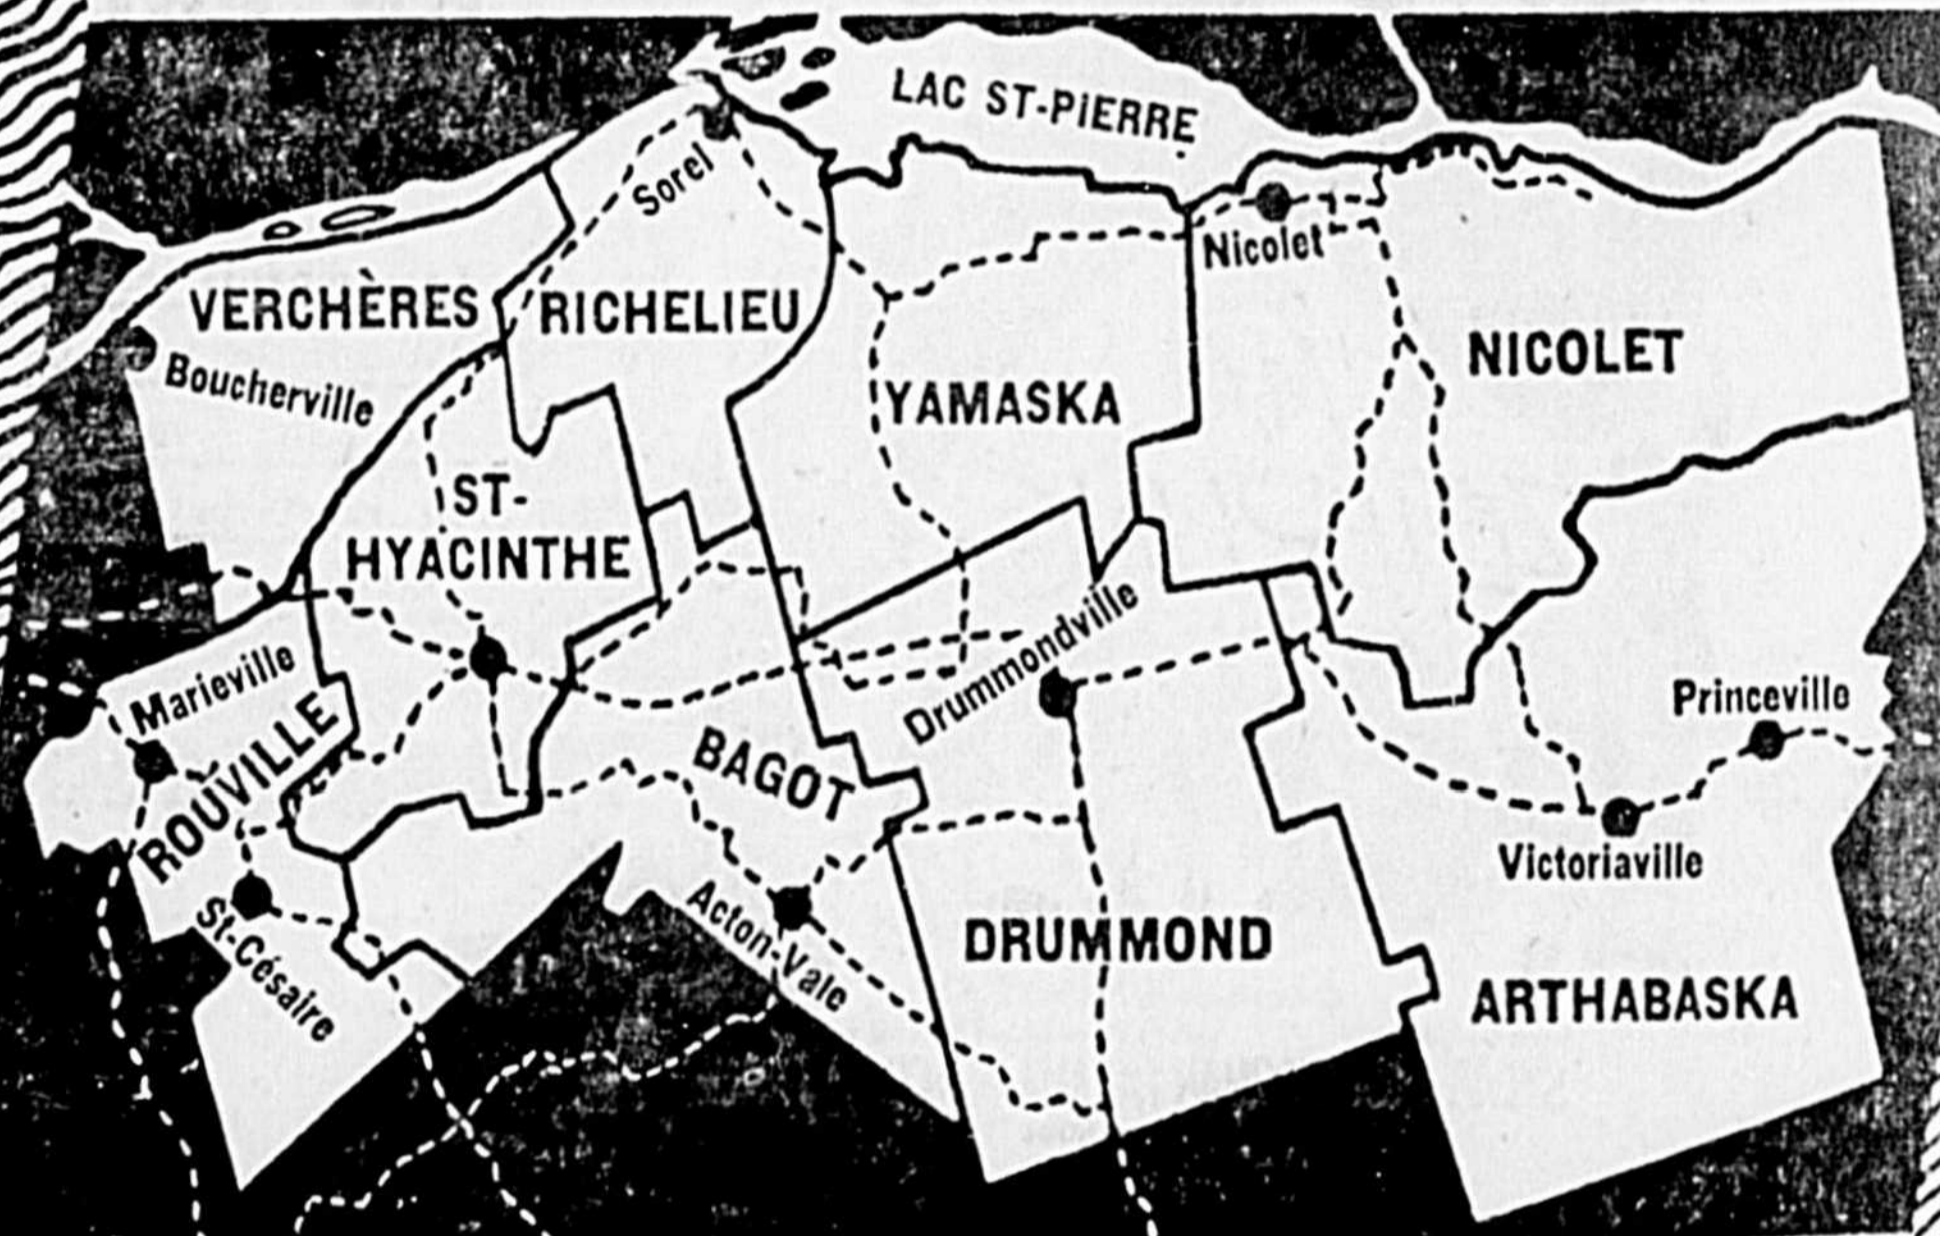 LAC ST-PIERRE
Sorel
Nicolet
VERCHÈRES
RICHELIEU
NICOLET
Boucherville
YAMASKA
ST-
HYACINTHE
Drummondville
Marieville
Princeville
ROUVILLE
BAGOT
Victoriaville
St-Césaire
Acton-Vale
DRUMMOND
ARTHABASKA